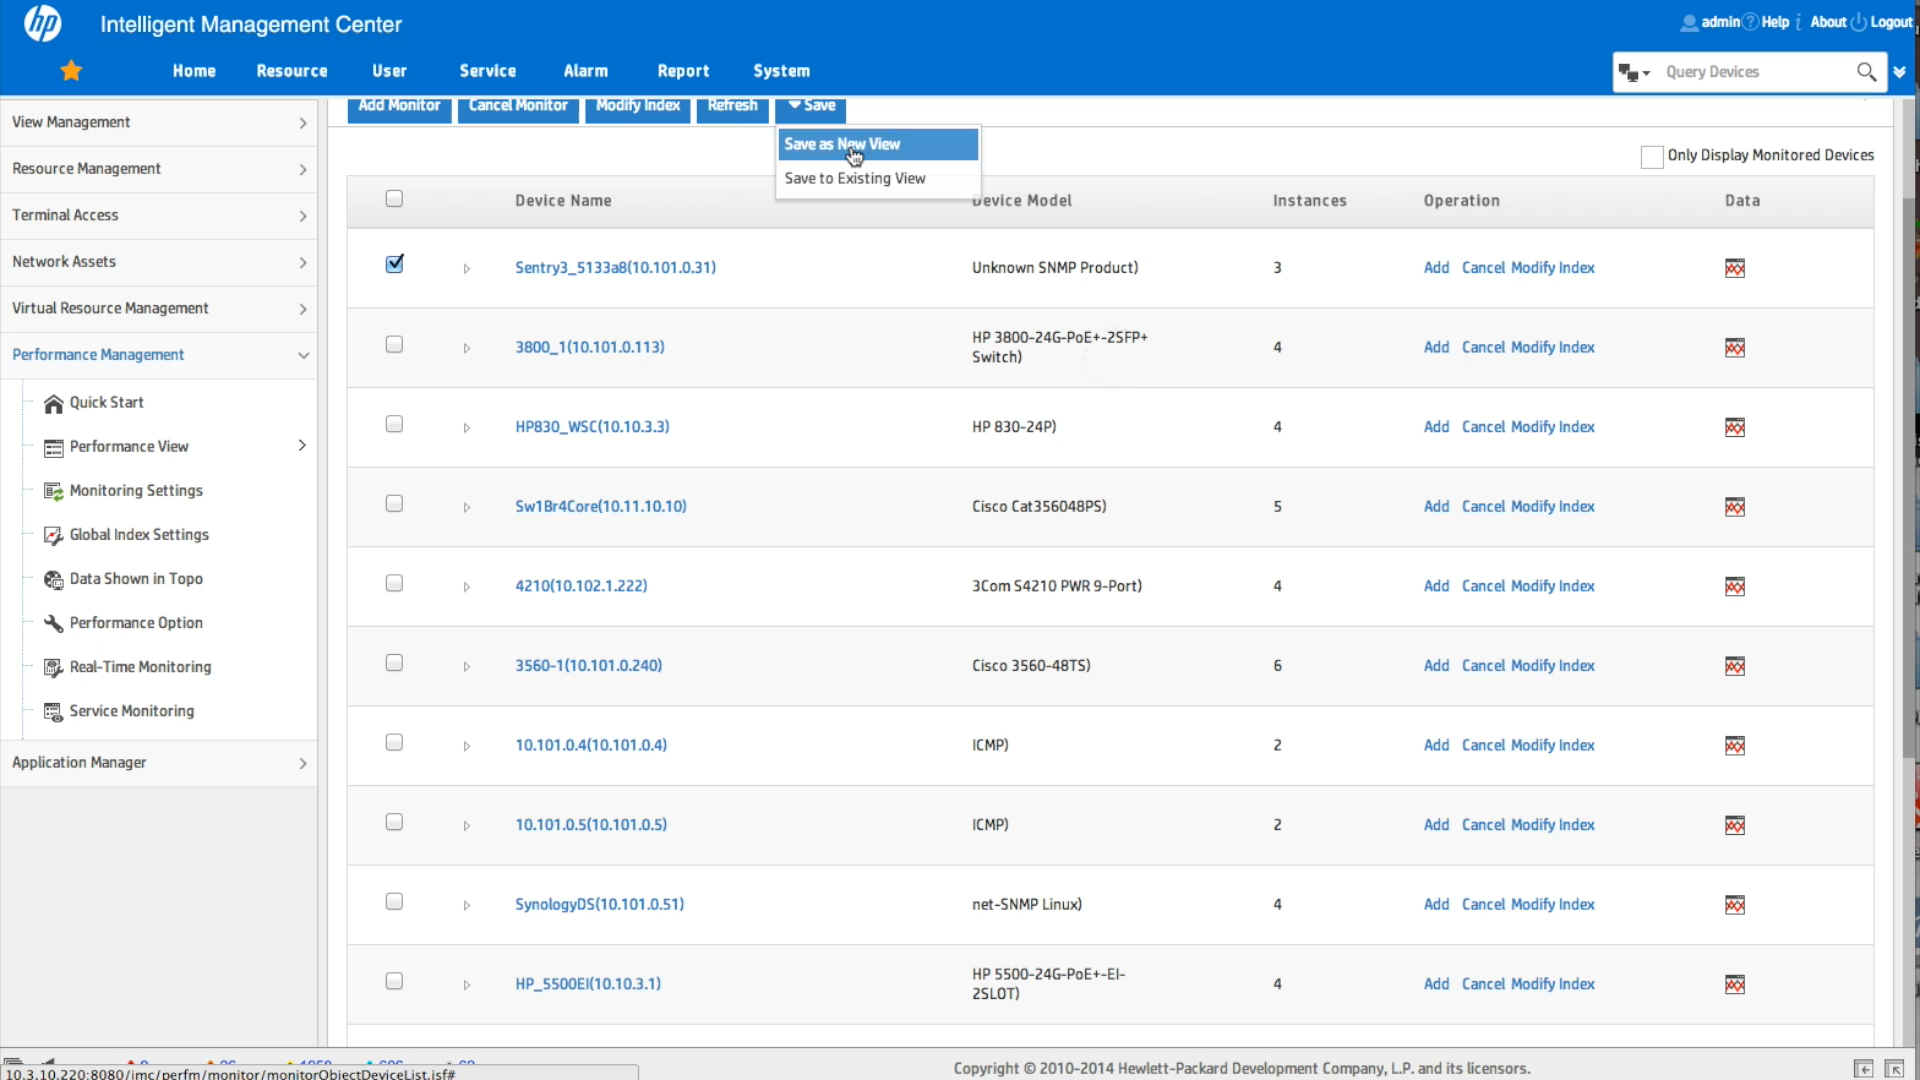 hp Intelligent Management Center
admin Help About Logout
Home Resource User Service Alarm Report System
Query Devices
Add Monitor Cancel Monitor Modify Index Refresh Save
Save as New View
Save to Existing View
Only Display Monitored Devices
View Management
Resource Management
Terminal Access
Network Assets
Virtual Resource Management
Performance Management
Quick Start
Performance View
Monitoring Settings
Global Index Settings
Data Shown in Topo
Performance Option
Real-Time Monitoring
Service Monitoring
Application Manager
Device Name Device Model Instances Operation Data
Sentry3_5133a8(10.101.0.31) Unknown SNMP Product) 3 Add Cancel Modify Index
3800_1(10.101.0.113) HP 3800-24G-PoE+-2SFP+ 4 Add Cancel Modify Index
Switch)
HP830_WSC(10.10.3.3) HP 830-24P) 4 Add Cancel Modify Index
Sw1Br4Core(10.11.10.10) Cisco Cat356048PS) 5 Add Cancel Modify Index
4210(10.102.1.222) 3Com S4210 PWR 9-Port) 4 Add Cancel Modify Index
3560-1(10.101.0.240) Cisco 3560-48TS) 6 Add Cancel Modify Index
10.101.0.4(10.101.0.4) ICMP) 2 Add Cancel Modify Index
10.101.0.5(10.101.0.5) ICMP) 2 Add Cancel Modify Index
SynologyDS(10.101.0.51) net-SNMP Linux) 4 Add Cancel Modify Index
HP_5500EI(10.10.3.1) HP 5500-24G-PoE+-EI- 4 Add Cancel Modify Index
2SLOT)
10.3.10.220:8080/imc/perfm/monitor/monitorObjectDeviceList.jsf#
Copyright © 2010-2014 Hewlett-Packard Development Company, L.P. and its licensors.